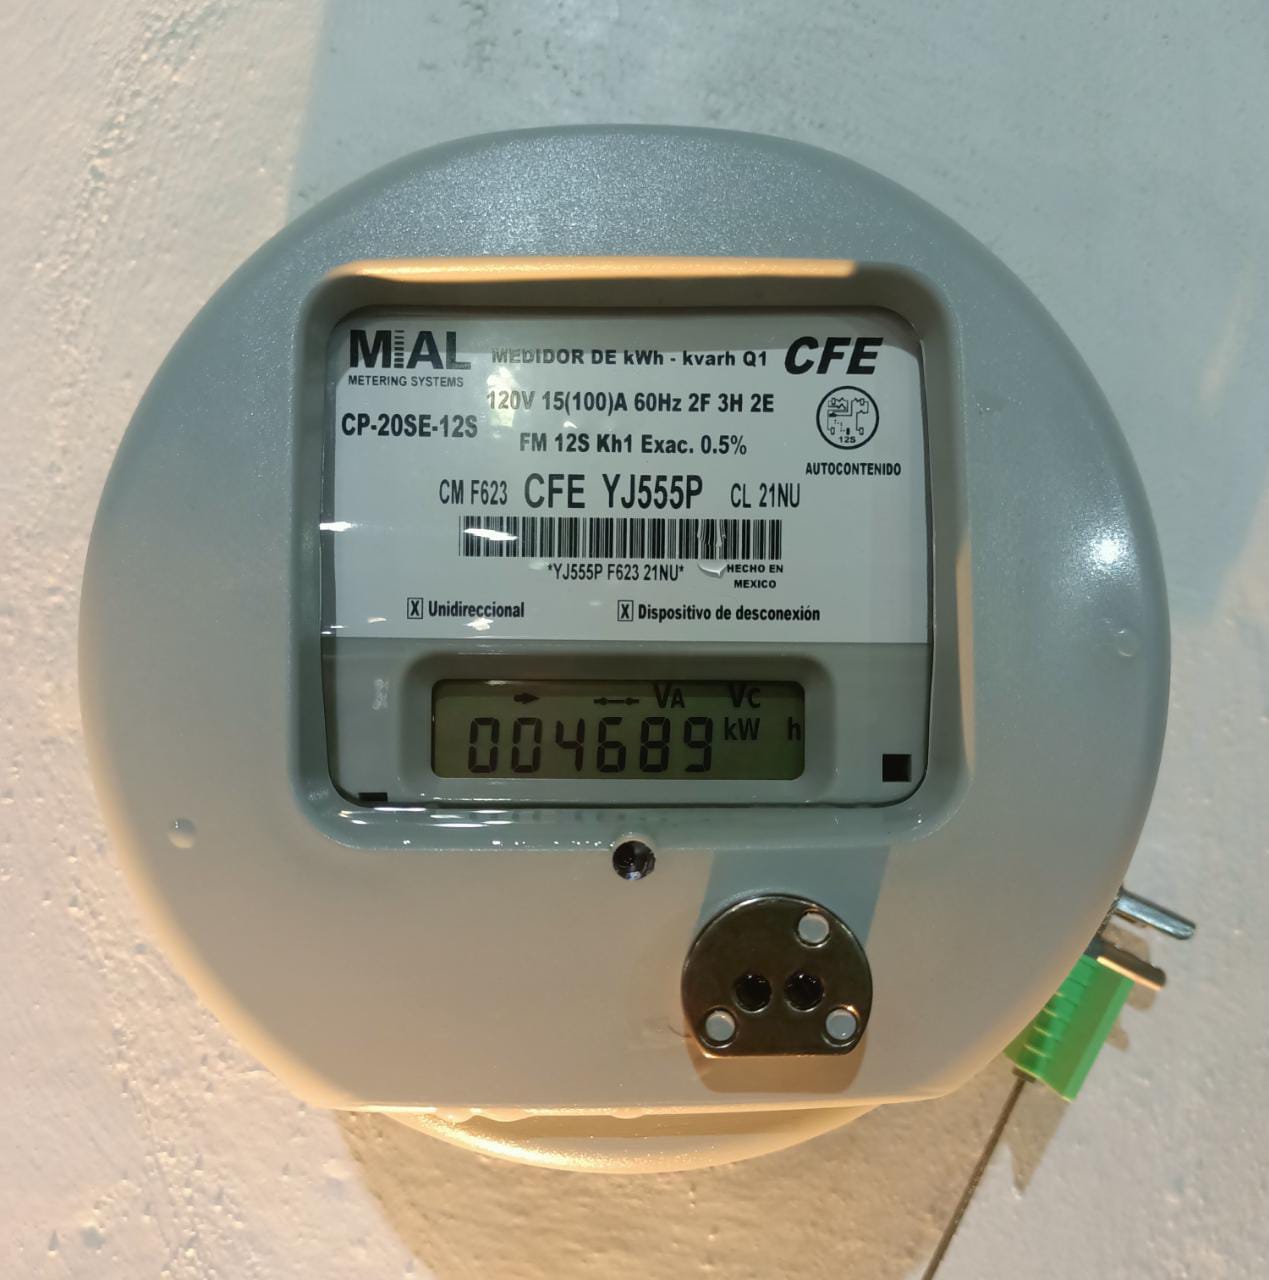 MIAL
METERING SYSTEMS
MEDIDOR DE kWh - kvarh Q1
CFE
120V 15(100)A 60Hz 2F 3H 2E
CP-20SE-12S
FM 12S Kh1 Exac. 0.5%
12S
AUTOCONTENIDO
CM F623 CFE YJ555P CL 21NU
*YJ555P F623 21NU*
HECHO EN
MEXICO
X Unidireccional
X Dispositivo de desconexión
VA VC
004689 kW h